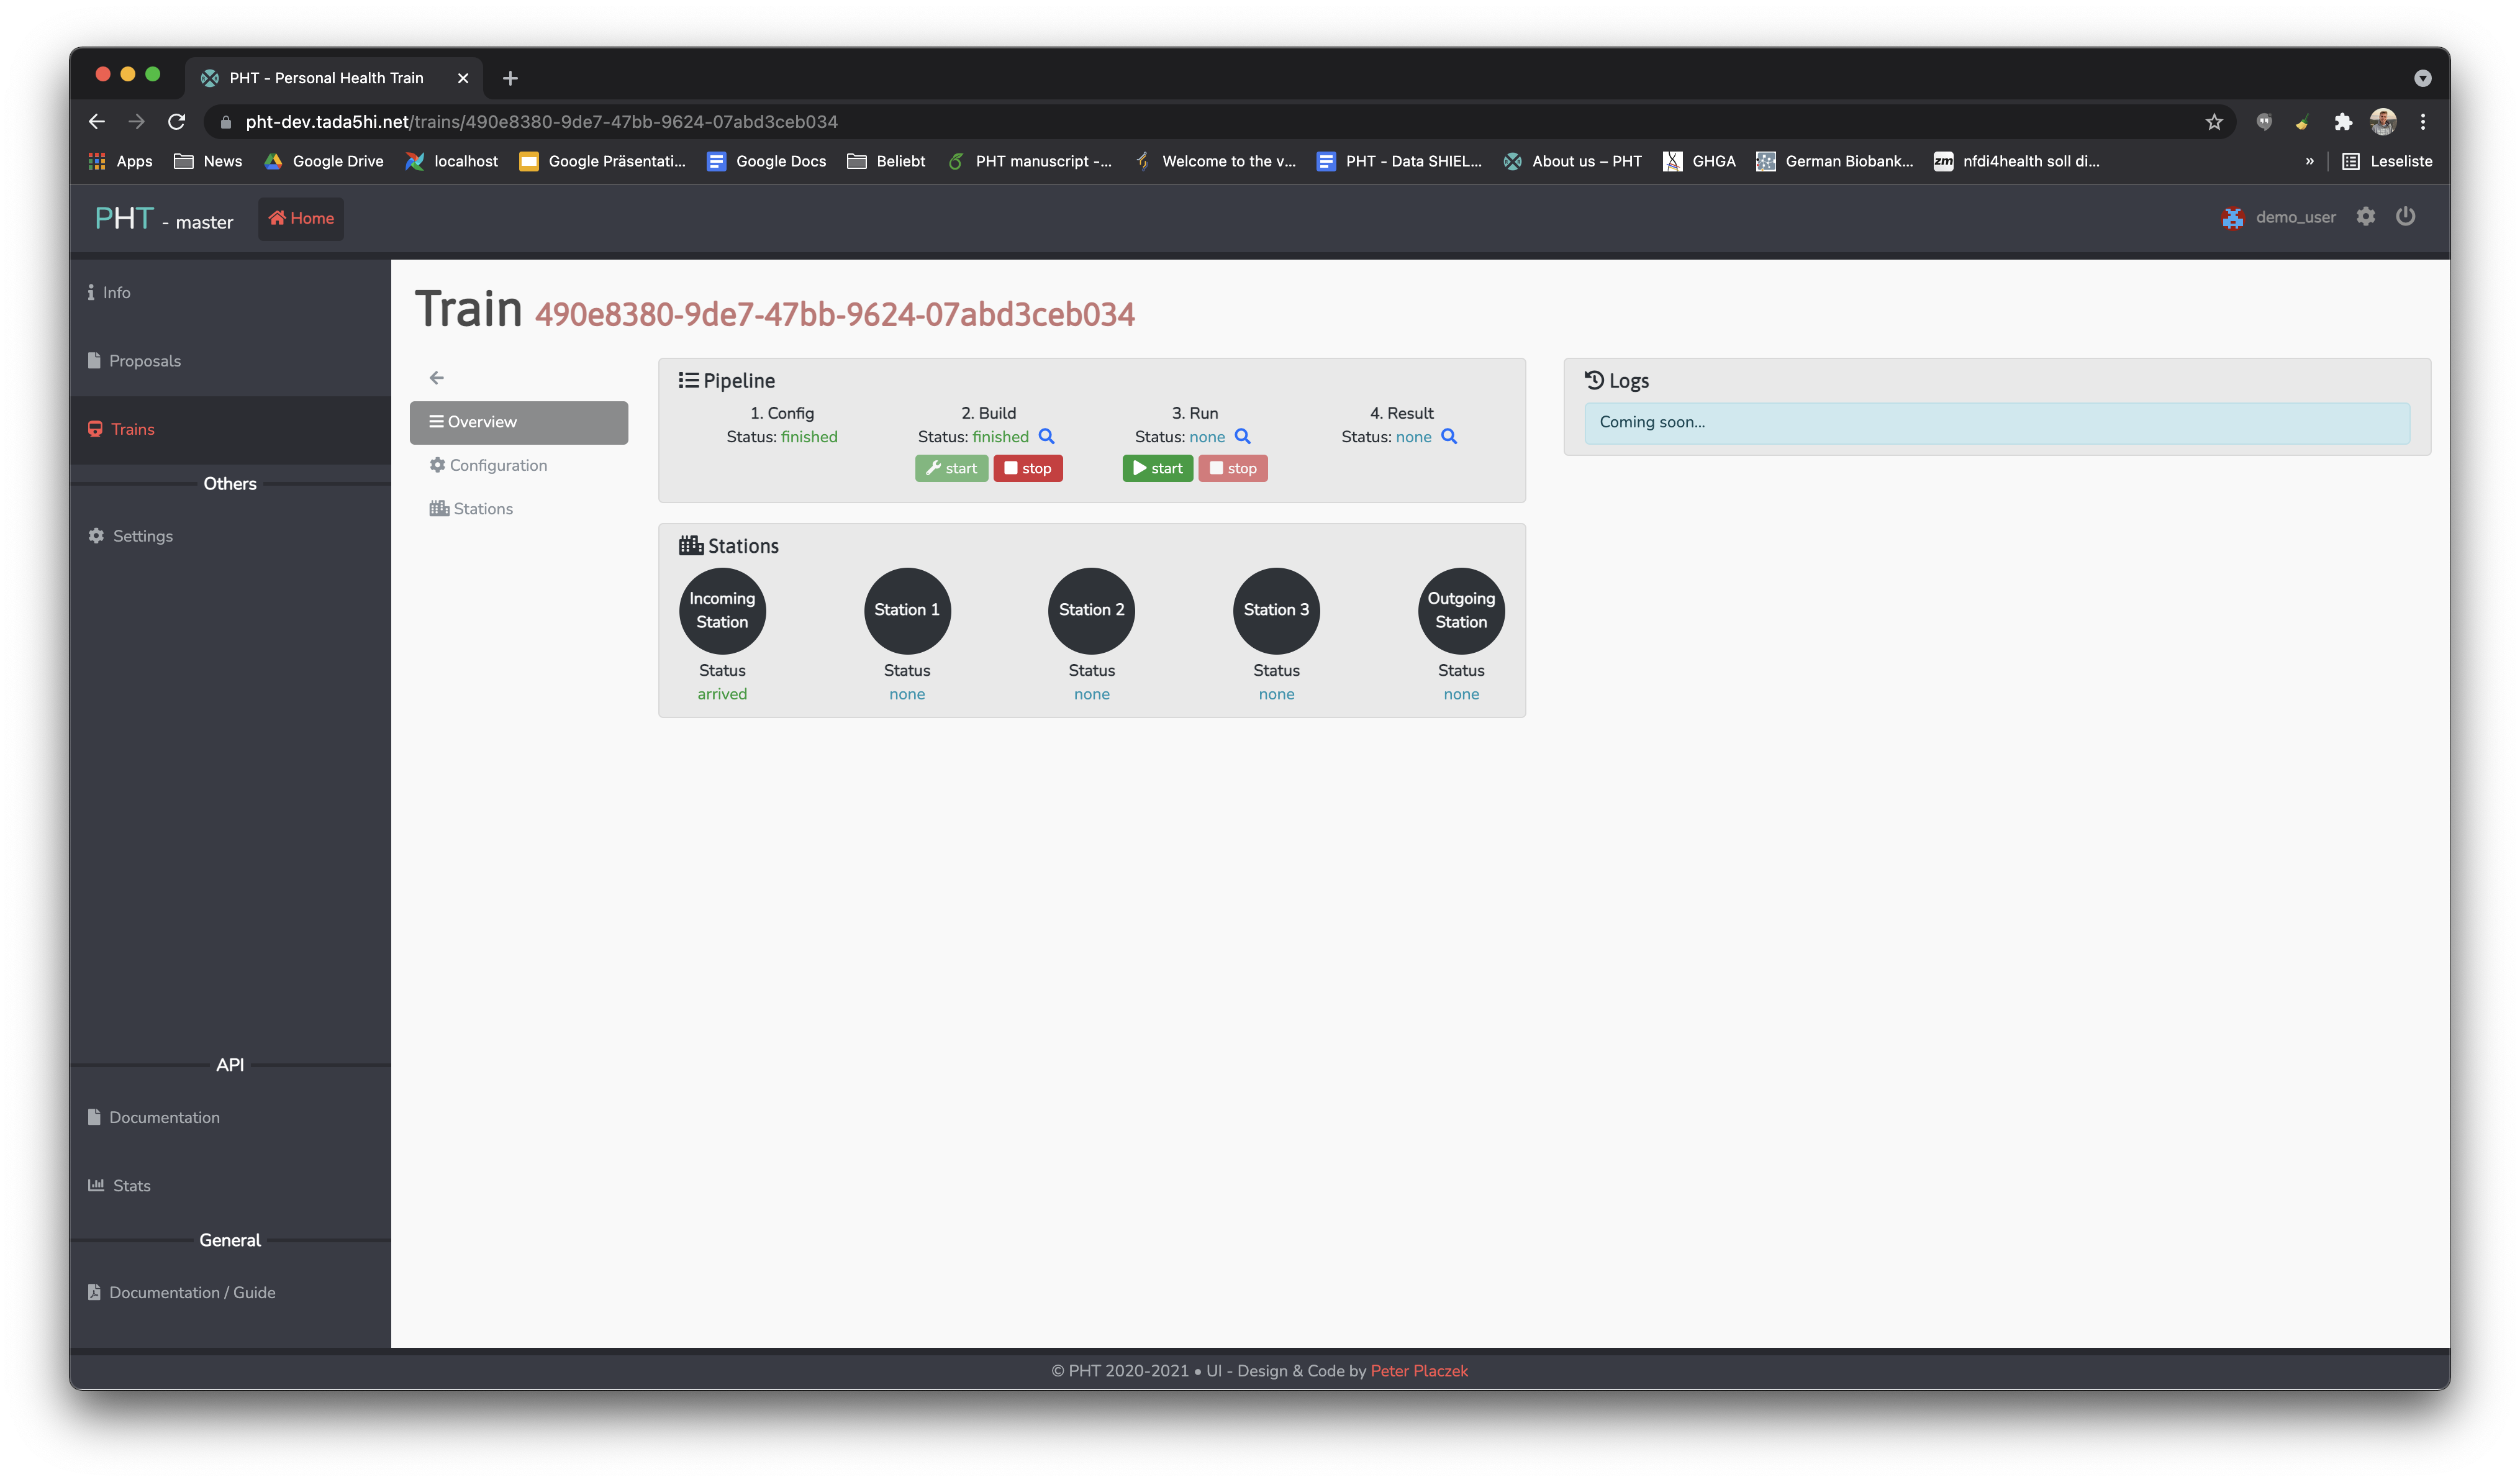 PHT - Personal Health Train
pht-dev.tada5hi.net/trains/490e8380-9de7-47bb-9624-07abd3ceb034
Apps News Google Drive localhost Google Präsentati... Google Docs Beliebt PHT manuscript -... Welcome to the v... PHT - Data SHIEL... About us – PHT GHGA German Biobank... zm nfdi4health soll di... » Leseliste
PHT - master Home demo_user
Info
Proposals
Trains
Others
Settings
API
Documentation
Stats
General
Documentation / Guide
Train 490e8380-9de7-47bb-9624-07abd3ceb034
Overview
Configuration
Stations
Pipeline
1. Config
Status: finished
2. Build
Status: finished
start stop
3. Run
Status: none
start stop
4. Result
Status: none
Stations
Incoming
Station
Status
arrived
Station 1
Status
none
Station 2
Status
none
Station 3
Status
none
Outgoing
Station
Status
none
Logs
Coming soon...
© PHT 2020-2021 • UI - Design & Code by Peter Placzek